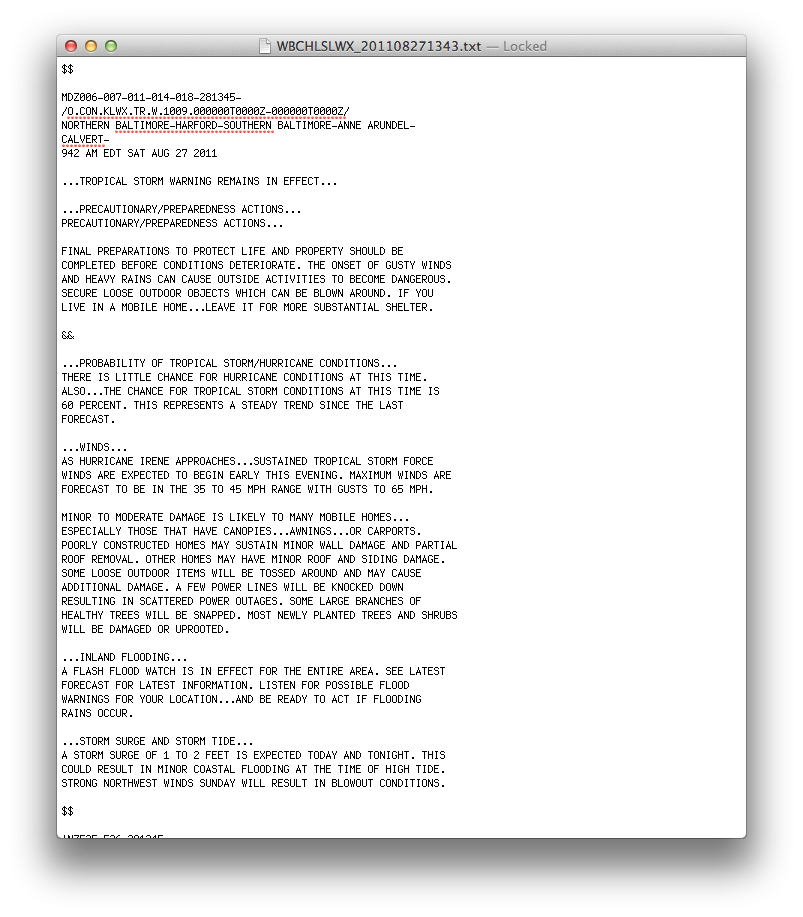 WBCHLSLWX_201108271343.txt — Locked
$$
MDZ006-007-011-014-018-281345-
/O.CON.KLWX.TR.W.1009.000000T0000Z-000000T0000Z/
NORTHERN BALTIMORE-HARFORD-SOUTHERN BALTIMORE-ANNE ARUNDEL-
CALVERT-
942 AM EDT SAT AUG 27 2011
...TROPICAL STORM WARNING REMAINS IN EFFECT...
...PRECAUTIONARY/PREPAREDNESS ACTIONS...
PRECAUTIONARY/PREPAREDNESS ACTIONS...
FINAL PREPARATIONS TO PROTECT LIFE AND PROPERTY SHOULD BE
COMPLETED BEFORE CONDITIONS DETERIORATE. THE ONSET OF GUSTY WINDS
AND HEAVY RAINS CAN CAUSE OUTSIDE ACTIVITIES TO BECOME DANGEROUS.
SECURE LOOSE OUTDOOR OBJECTS WHICH CAN BE BLOWN AROUND. IF YOU
LIVE IN A MOBILE HOME...LEAVE IT FOR MORE SUBSTANTIAL SHELTER.
&&
...PROBABILITY OF TROPICAL STORM/HURRICANE CONDITIONS...
THERE IS LITTLE CHANCE FOR HURRICANE CONDITIONS AT THIS TIME.
ALSO...THE CHANCE FOR TROPICAL STORM CONDITIONS AT THIS TIME IS
60 PERCENT. THIS REPRESENTS A STEADY TREND SINCE THE LAST
FORECAST.
...WINDS...
AS HURRICANE IRENE APPROACHES...SUSTAINED TROPICAL STORM FORCE
WINDS ARE EXPECTED TO BEGIN EARLY THIS EVENING. MAXIMUM WINDS ARE
FORECAST TO BE IN THE 35 TO 45 MPH RANGE WITH GUSTS TO 65 MPH.
MINOR TO MODERATE DAMAGE IS LIKELY TO MANY MOBILE HOMES...
ESPECIALLY THOSE THAT HAVE CANOPIES...AWNINGS...OR CARPORTS.
POORLY CONSTRUCTED HOMES MAY SUSTAIN MINOR WALL DAMAGE AND PARTIAL
ROOF REMOVAL. OTHER HOMES MAY HAVE MINOR ROOF AND SIDING DAMAGE.
SOME LOOSE OUTDOOR ITEMS WILL BE TOSSED AROUND AND MAY CAUSE
ADDITIONAL DAMAGE. A FEW POWER LINES WILL BE KNOCKED DOWN
RESULTING IN SCATTERED POWER OUTAGES. SOME LARGE BRANCHES OF
HEALTHY TREES WILL BE SNAPPED. MOST NEWLY PLANTED TREES AND SHRUBS
WILL BE DAMAGED OR UPROOTED.
...INLAND FLOODING...
A FLASH FLOOD WATCH IS IN EFFECT FOR THE ENTIRE AREA. SEE LATEST
FORECAST FOR LATEST INFORMATION. LISTEN FOR POSSIBLE FLOOD
WARNINGS FOR YOUR LOCATION...AND BE READY TO ACT IF FLOODING
RAINS OCCUR.
...STORM SURGE AND STORM TIDE...
A STORM SURGE OF 1 TO 2 FEET IS EXPECTED TODAY AND TONIGHT. THIS
COULD RESULT IN MINOR COASTAL FLOODING AT THE TIME OF HIGH TIDE.
STRONG NORTHWEST WINDS SUNDAY WILL RESULT IN BLOWOUT CONDITIONS.
$$